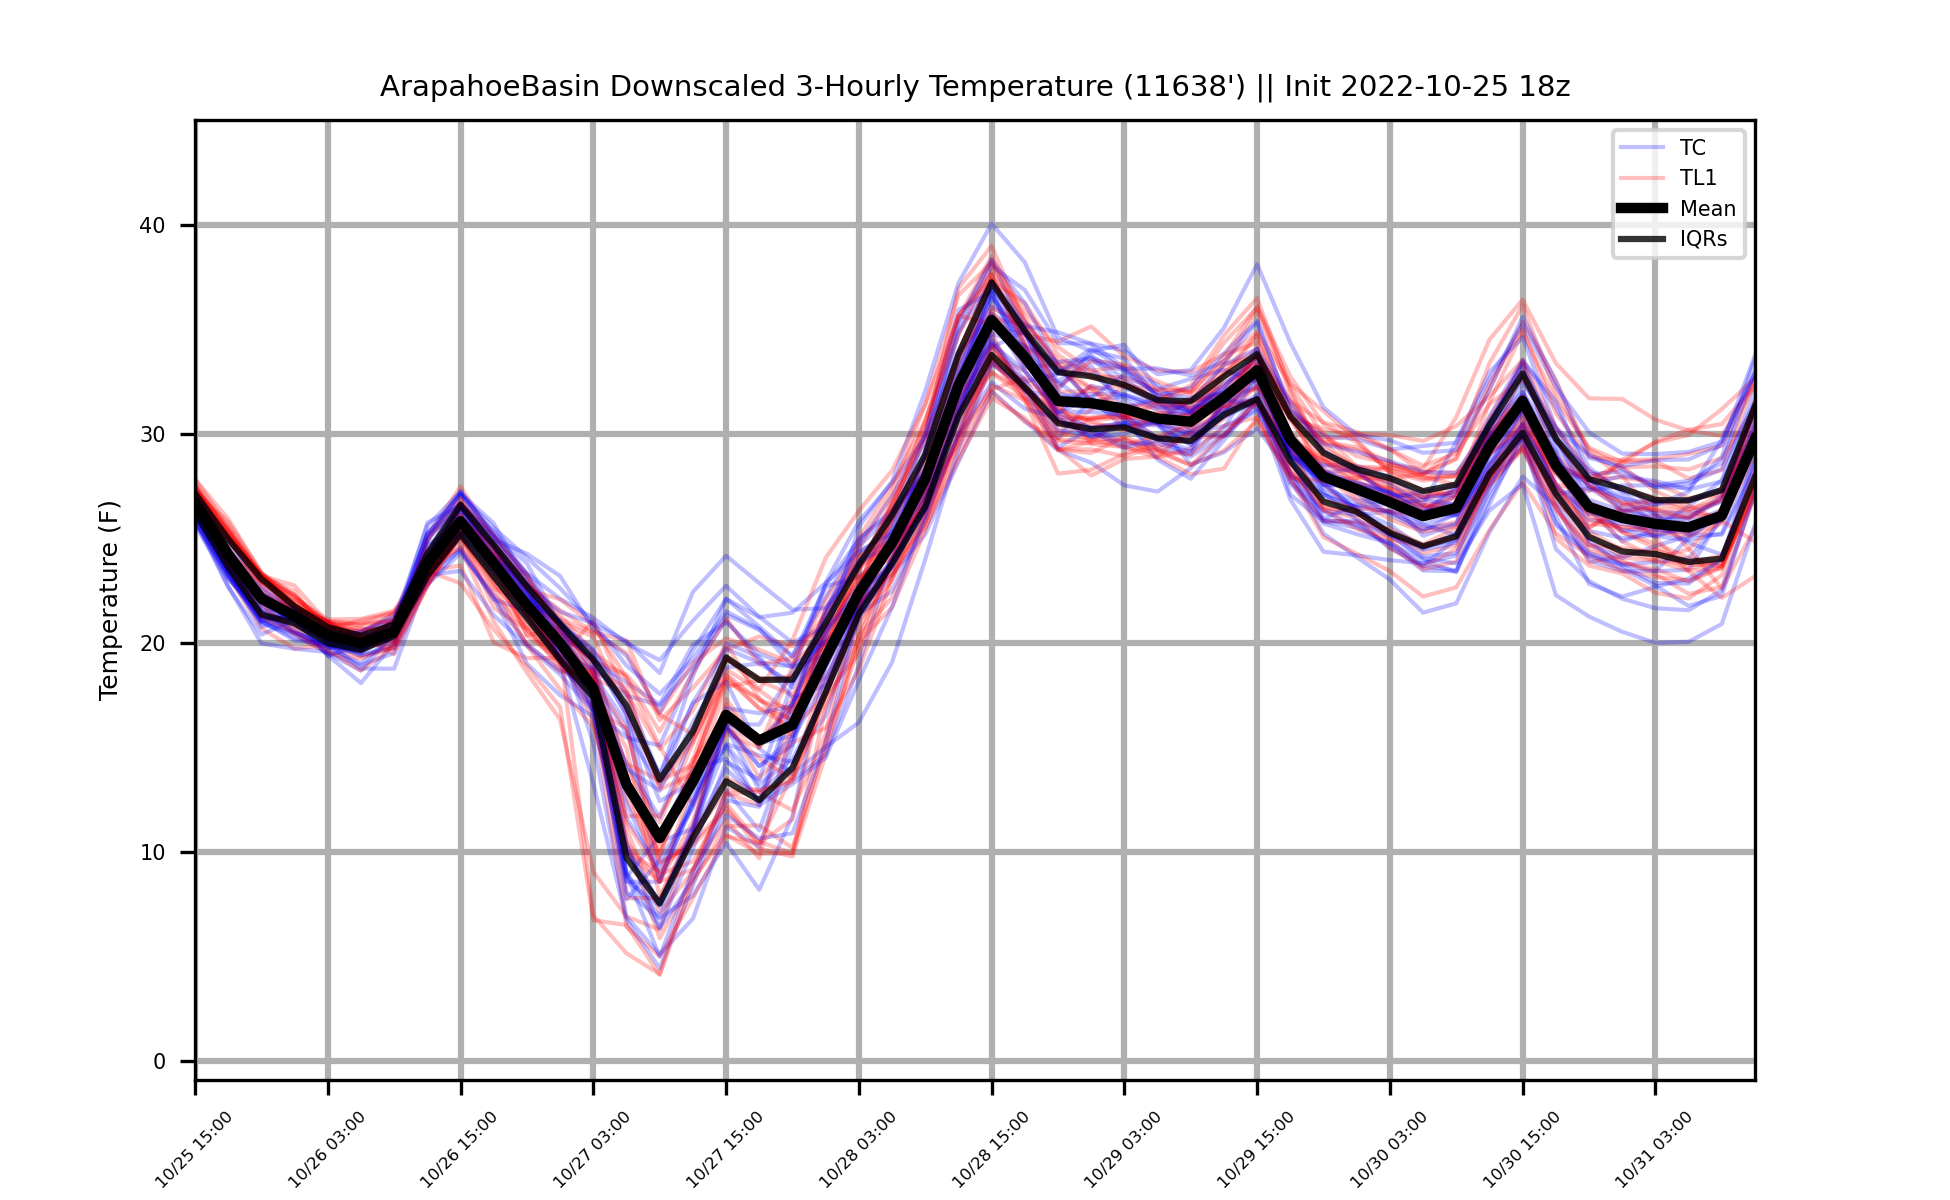 ArapahoeBasin Downscaled 3-Hourly Temperature (11638') || Init 2022-10-25 18z
TC
TL1
Mean
IQRs
Temperature (F)
40
30
20
10
0
10/25 15:00
10/26 03:00
10/26 15:00
10/27 03:00
10/27 15:00
10/28 03:00
10/28 15:00
10/29 03:00
10/29 15:00
10/30 03:00
10/30 15:00
10/31 03:00